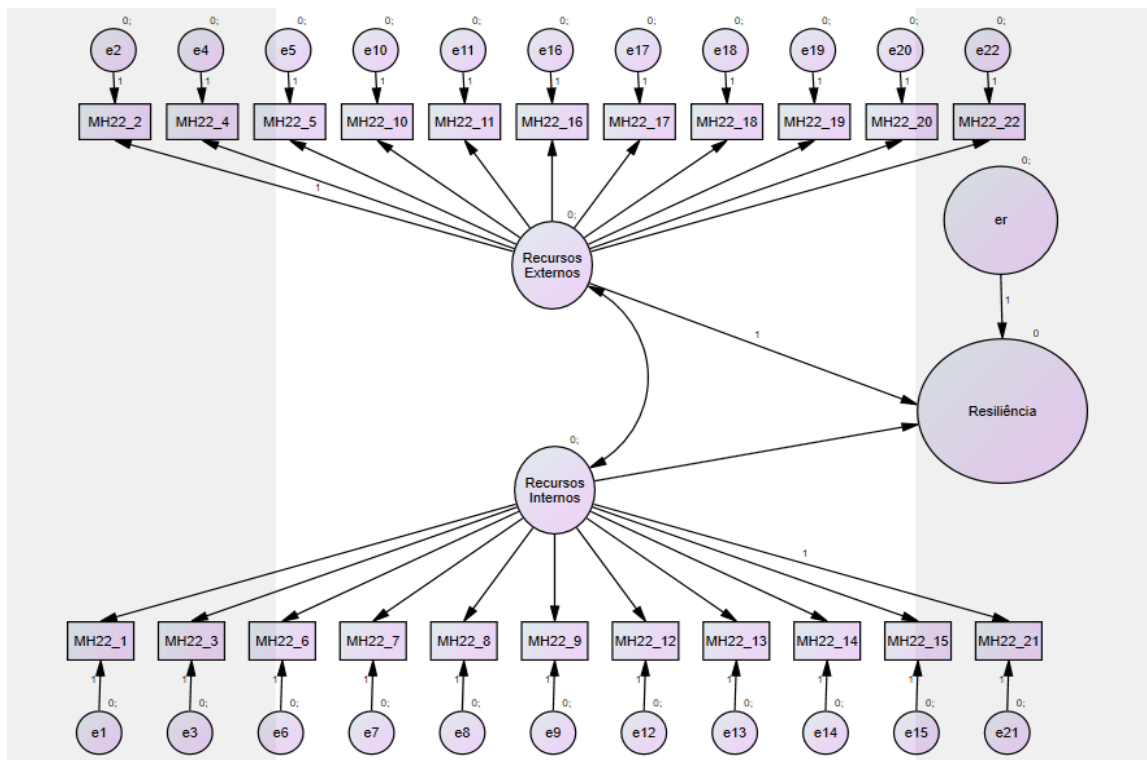 0; 0; 0; 0; 0; 0; 0; 0; 0; 0; 0;
e2 e4 e5 e10 e11 e16 e17 e18 e19 e20 e22
1 1 1 1 1 1 1 1 1 1 1
MH22_2 MH22_4 MH22_5 MH22_10 MH22_11 MH22_16 MH22_17 MH22_18 MH22_19 MH22_20 MH22_22
0;
1
er
0;
Recursos
Externos
1
0
1
Resiliência
0;
Recursos
Internos
1
MH22_1 MH22_3 MH22_6 MH22_7 MH22_8 MH22_9 MH22_12 MH22_13 MH22_14 MH22_15 MH22_21
1 1 1 1 1 1 1 1 1 1 1
0; 0; 0; 0; 0; 0; 0; 0; 0; 0; 0;
e1 e3 e6 e7 e8 e9 e12 e13 e14 e15 e21